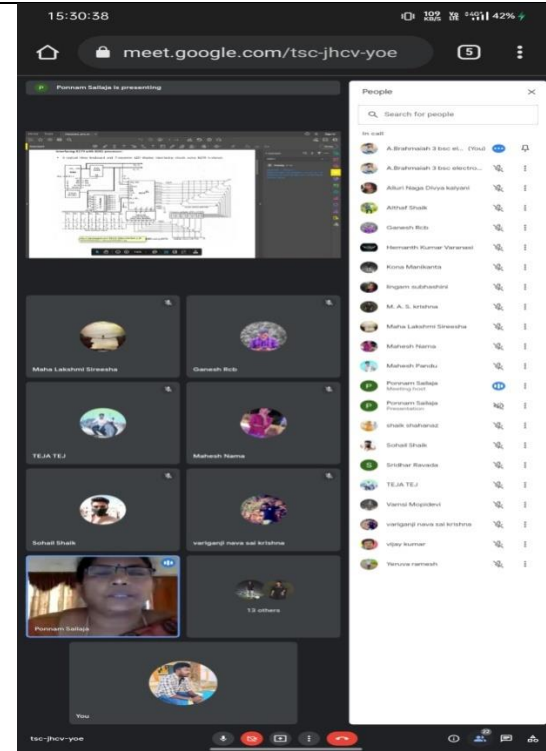 15:30:38
109 KB/S
42%
meet.google.com/tsc-jhcv-yoe
5
P Ponnam Sailaja is presenting
Maha Lakshmi Sireesha
Ganesh Rcb
TEJA TEJ
Mahesh Nama
Sohail Shaik
variganji nava sai krishna
Ponnam Sailaja
13 others
You
People
Search for people
In call
A.Brahmaiah 3 bsc el... (You)
A.Brahmaiah 3 bsc electro...
Alluri Naga Divya kalyani
Althaf Shaik
Ganesh Rcb
Hemanth Kumar Varanasi
Kona Manikanta
lingam subhashini
M. A. S. krishna
Maha Lakshmi Sireesha
Mahesh Nama
Mahesh Pandu
P Ponnam Sailaja
Meeting host
P Ponnam Sailaja
Presentation
shaik shahanaz
Sohail Shaik
S Sridhar Ravada
TEJA TEJ
Vamsi Mopidevi
variganji nava sai krishna
vijay kumar
Yeruva ramesh
tsc-jhcv-yoe
22